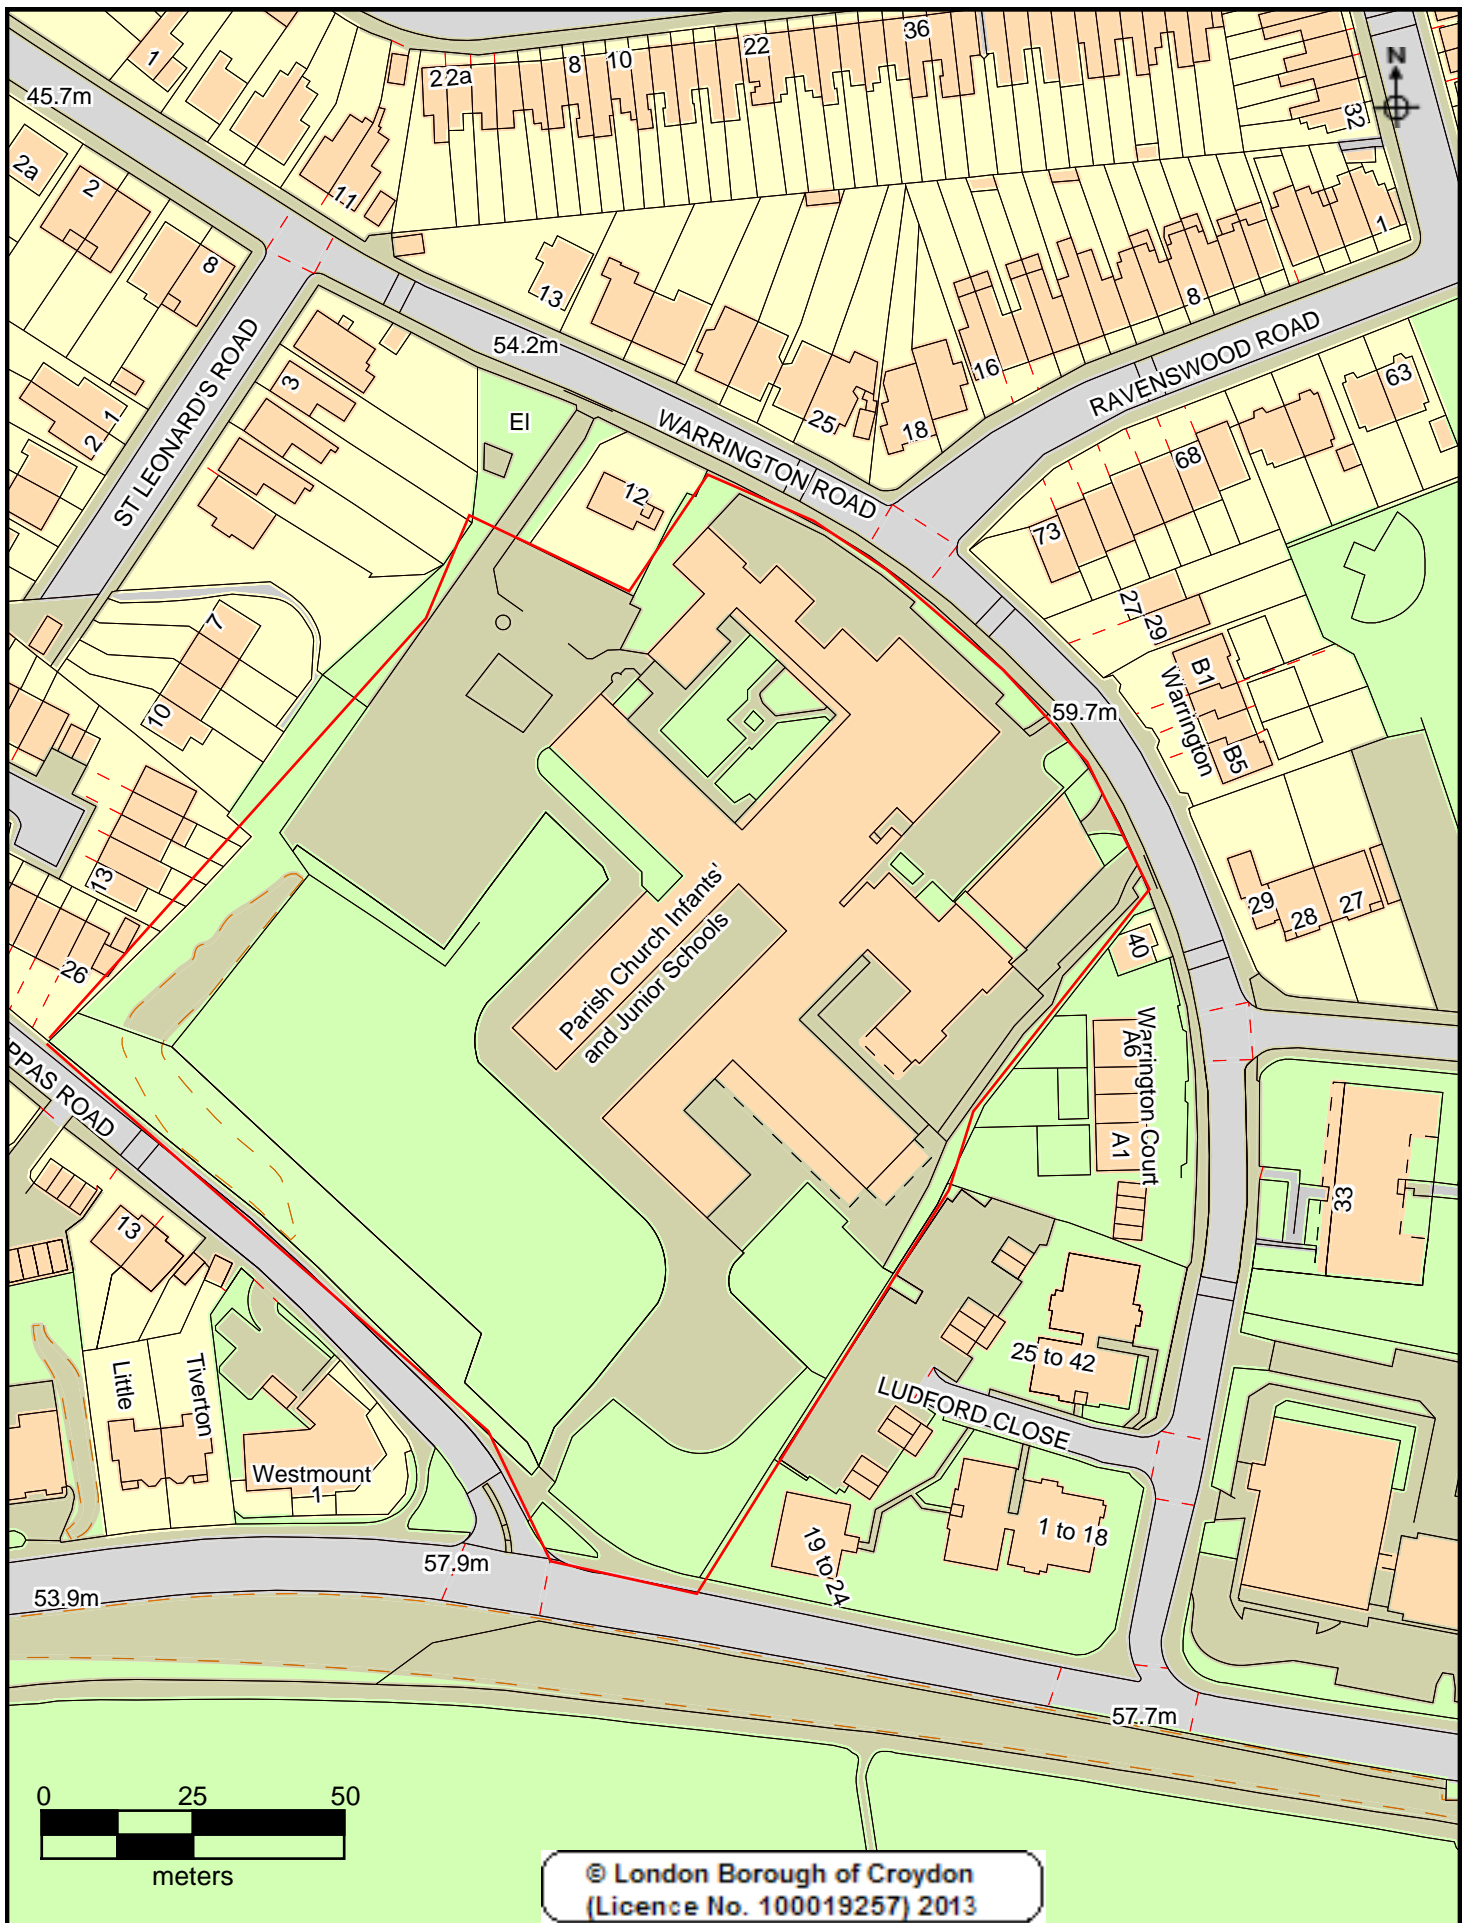 1
45.7m
2
2a
8
10
22
36
N
32
2a
2
11
8
13
1
8
54.2m
ST LEONARD'S ROAD
3
1
2
El
WARRINGTON ROAD
25
18
16
RAVENSWOOD ROAD
63
68
73
12
27
29
7
10
B1
Warrington
B5
59.7m
13
26
29
28
27
40
Parish Church Infants'
and Junior Schools
PPAS ROAD
A6
Warrington Court
A1
33
13
Little
Tiverton
Westmount
1
25 to 42
LUDFORD CLOSE
1 to 18
19 to 24
57.9m
53.9m
57.7m
0 25 50
meters
© London Borough of Croydon
(Licence No. 100019257) 2013